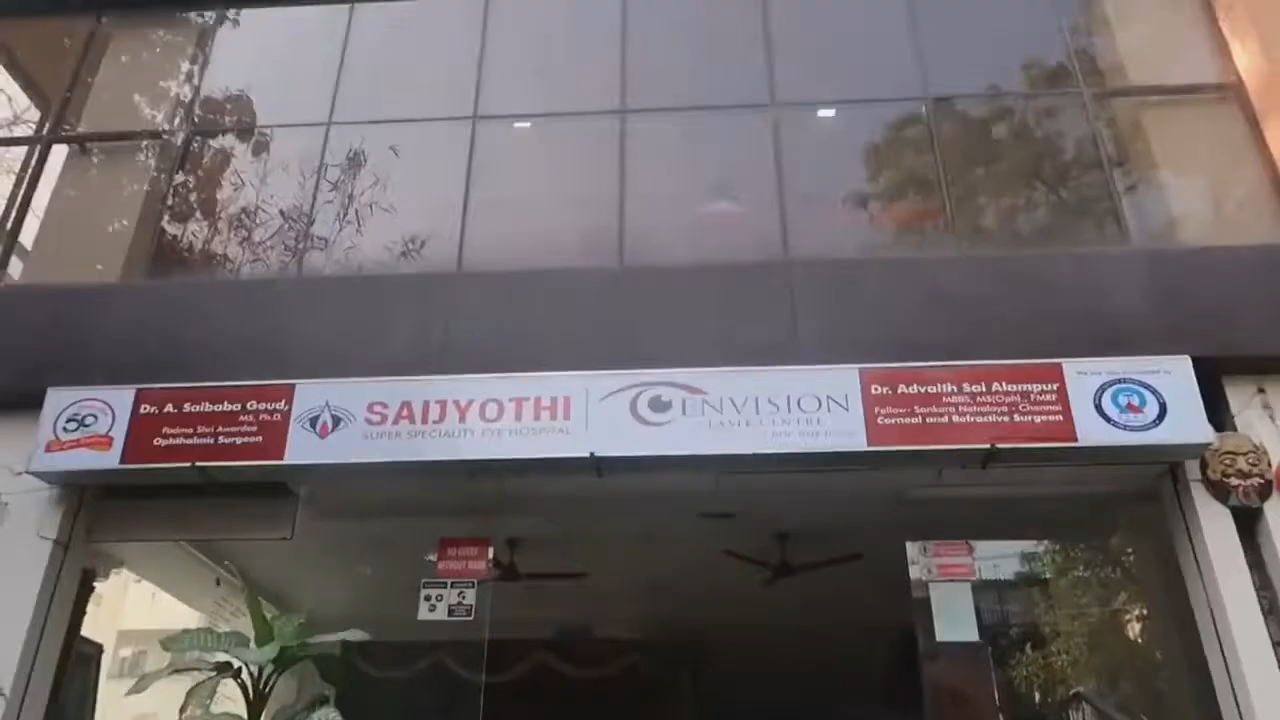 50
Dr. A. Saibaba Goud,
MS, Ph.D.
Padma Shri Awardee
Ophthalmic Surgeon
SAIJYOTHI
SUPER SPECIALITY EYE HOSPITAL
ENVISION
LASER CENTRE
Dr. Advaith Sai Alampur
MBBS, MS(Oph)., FMRF
Fellow- Sankara Nethralaya - Chennai
Corneal and Refractive Surgeon
NO ENTRY
WITHOUT MASK